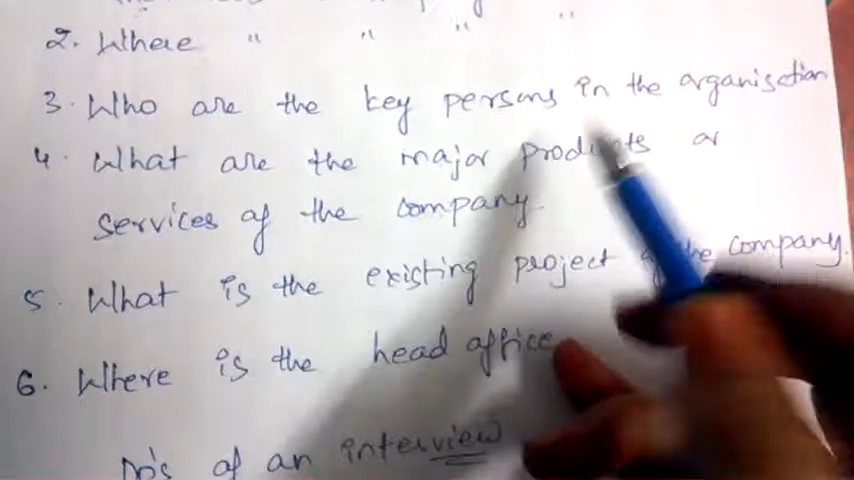 2. Where " " " "
3. Who are the key persons in the organisation
4. What are the major products or
services of the company.
5. What is the existing project the company.
6. Where is the head office
Do's of an interview